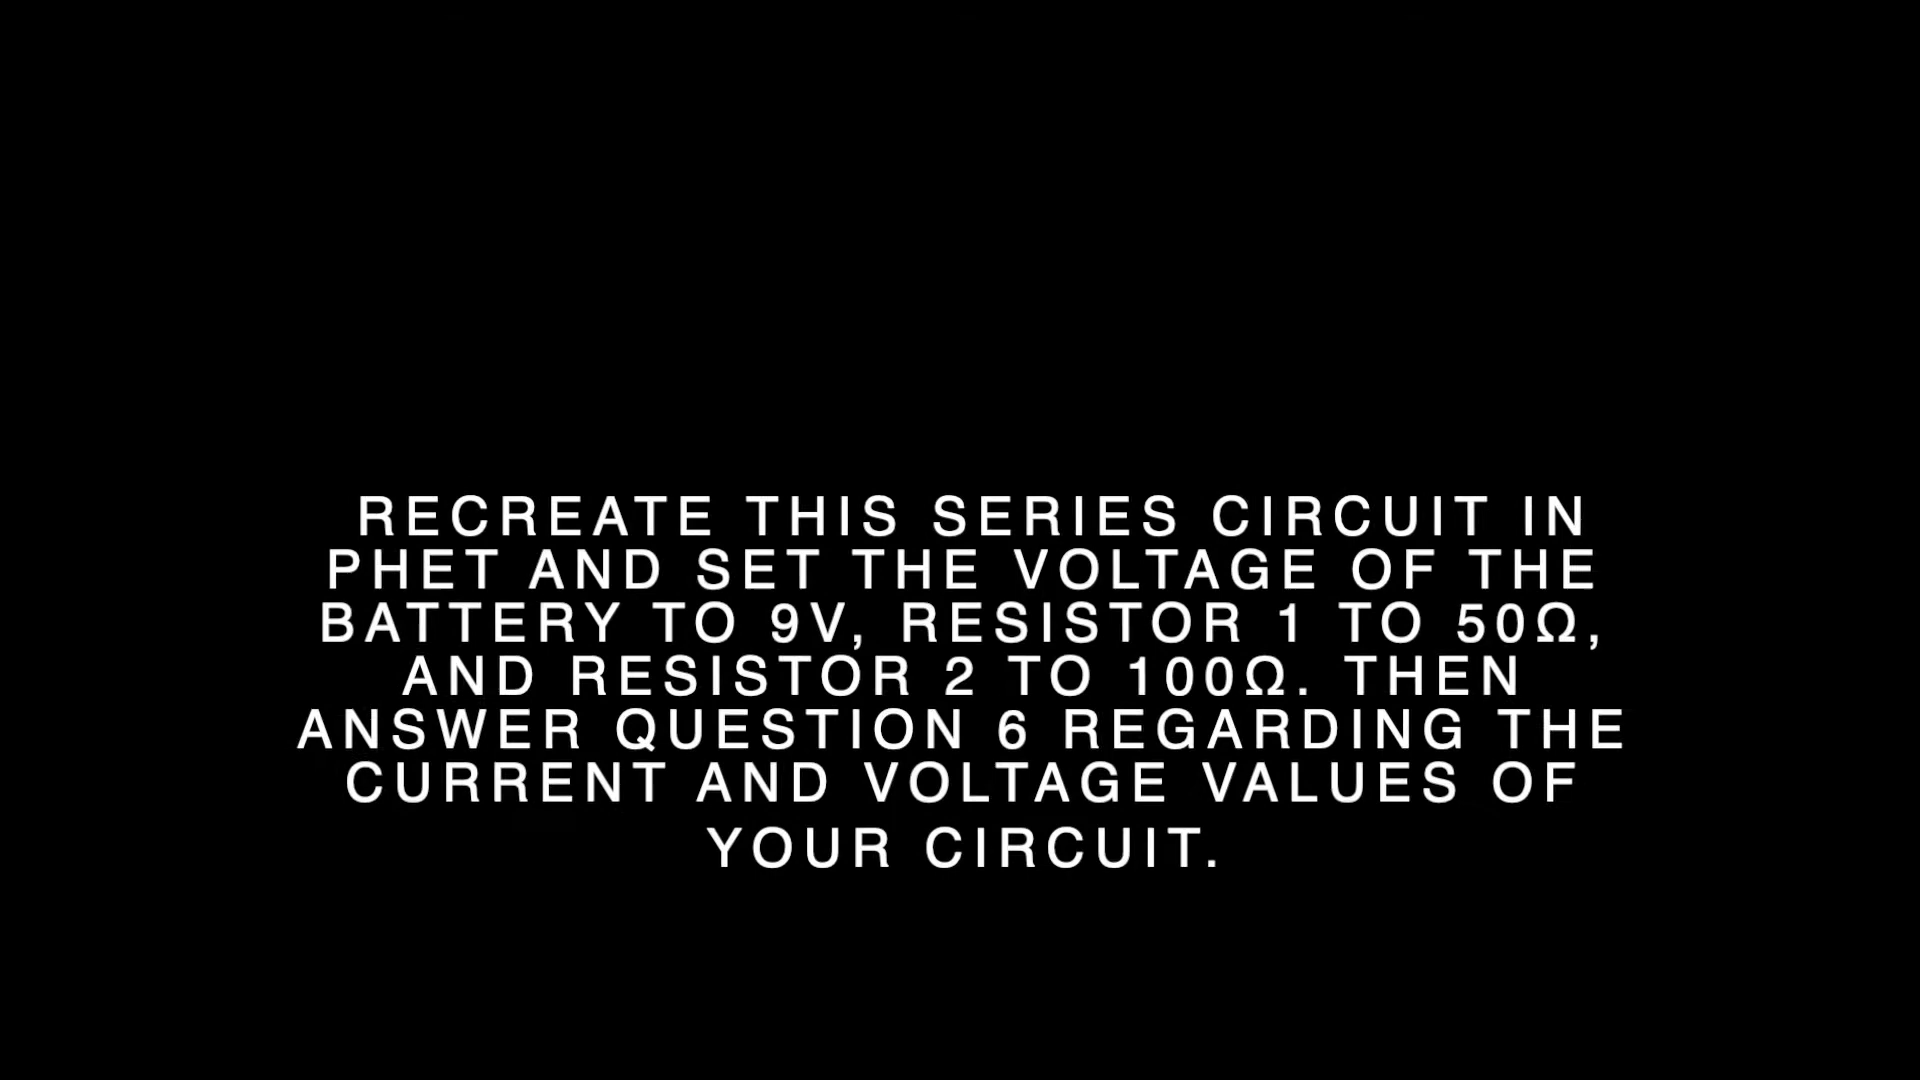 RECREATE THIS SERIES CIRCUIT IN
PHET AND SET THE VOLTAGE OF THE
BATTERY TO 9V, RESISTOR 1 TO 50Ω,
AND RESISTOR 2 TO 100Ω. THEN
ANSWER QUESTION 6 REGARDING THE
CURRENT AND VOLTAGE VALUES OF
YOUR CIRCUIT.